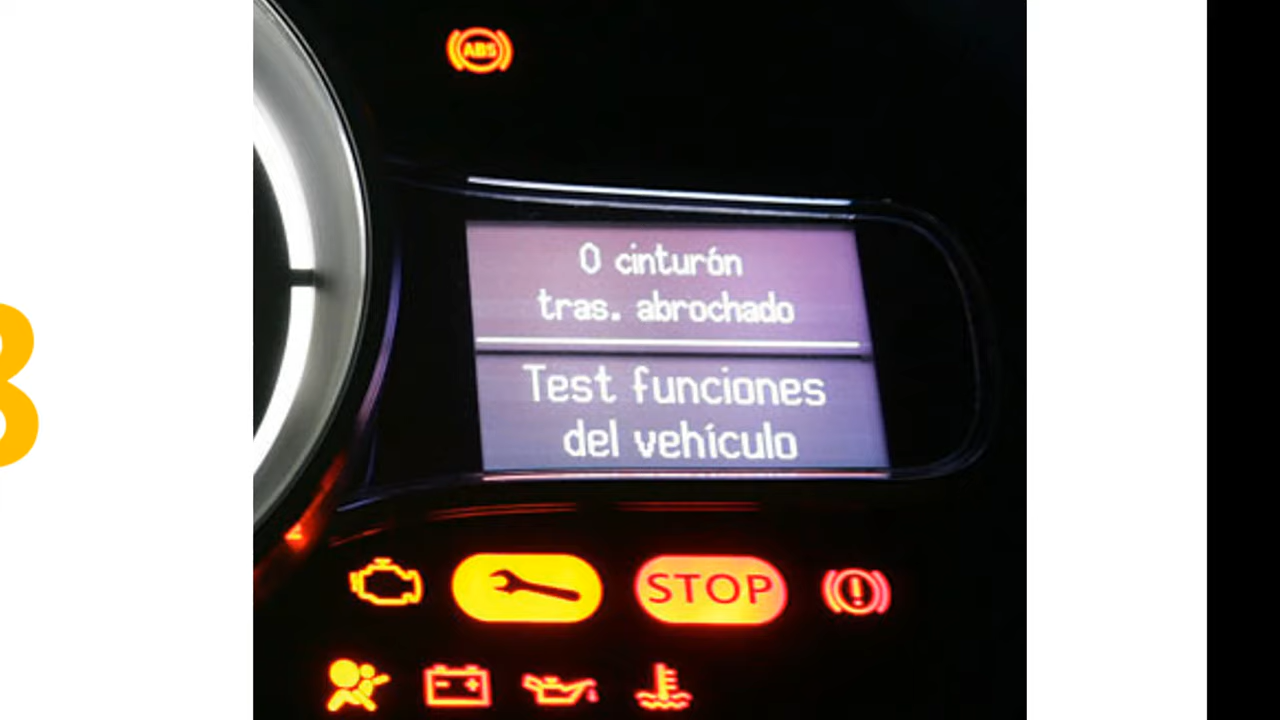 ABS
0 cinturón
tras. abrochado
Test funciones
del vehículo
STOP